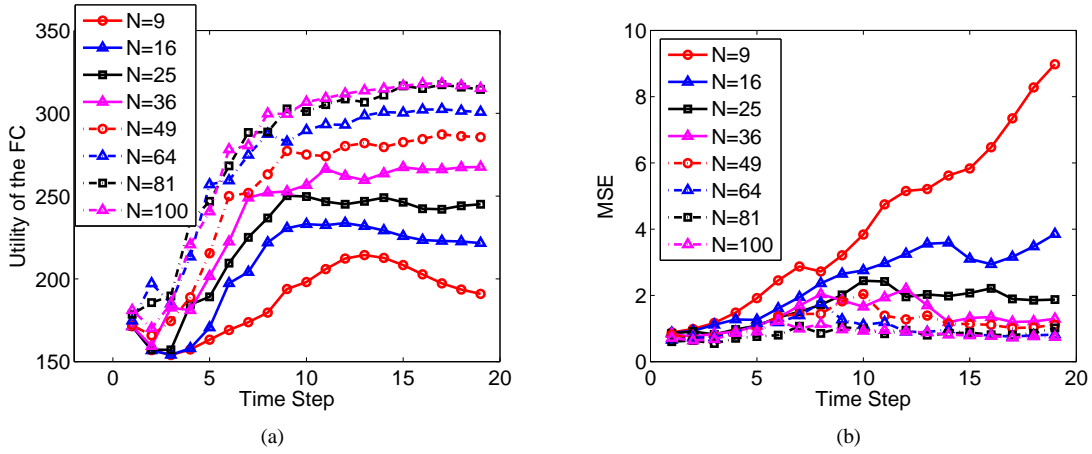 350
300
250
200
150
0
5
10
15
20
Utility of the FC
Time Step
N=9
N=16
N=25
N=36
N=49
N=64
N=81
N=100
(a)
10
8
6
4
2
0
0
5
10
15
20
MSE
Time Step
N=9
N=16
N=25
N=36
N=49
N=64
N=81
N=100
(b)